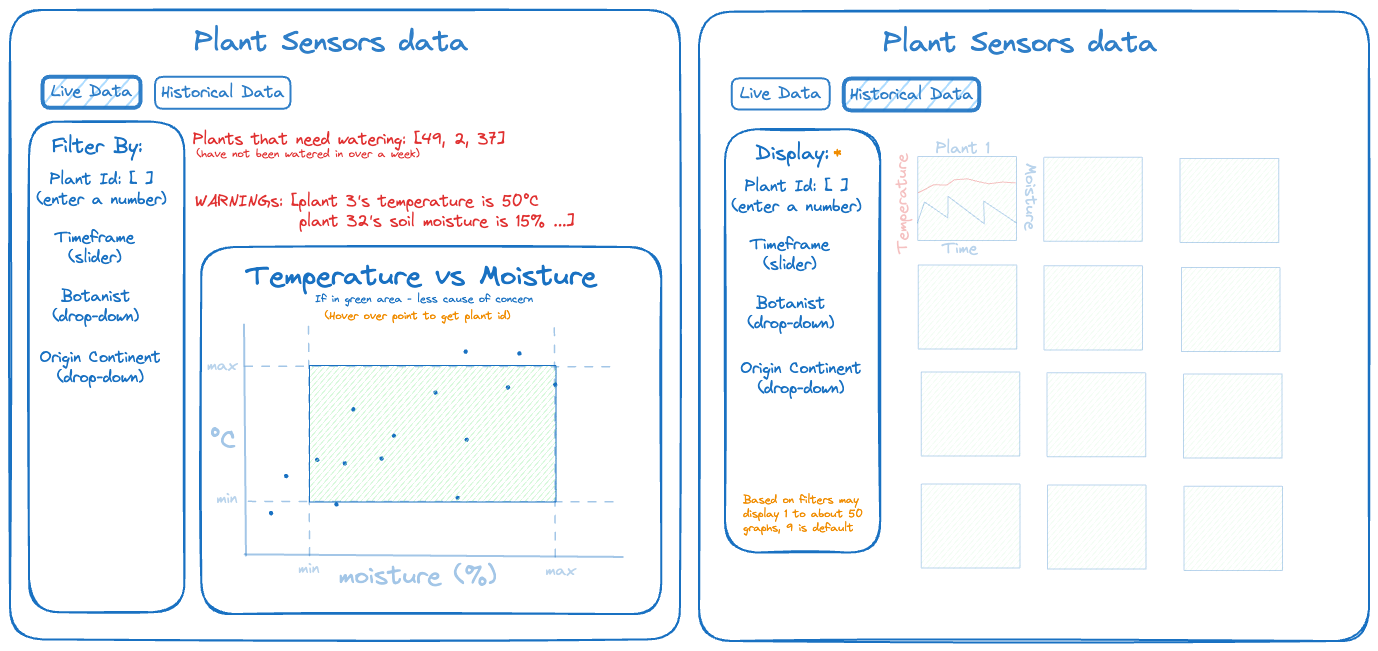 Plant Sensors data
Live Data
Historical Data
Filter By:
Plant Id: [ ]
(enter a number)
Timeframe
(slider)
Botanist
(drop-down)
Origin Continent
(drop-down)
Plants that need watering: [49, 2, 37]
(have not been watered in over a week)
WARNINGs: [plant 3's temperature is 50°C
plant 32's soil moisture is 15% ...]
Temperature vs Moisture
If in green area - less cause of concern
(Hover over point to get plant id)
max
°C
min
min
moisture (%)
max
Plant Sensors data
Live Data
Historical Data
Display: *
Plant Id: [ ]
(enter a number)
Timeframe
(slider)
Botanist
(drop-down)
Origin Continent
(drop-down)
Based on filters may
display 1 to about 50
graphs, 9 is default
Plant 1
Temperature
Moisture
Time